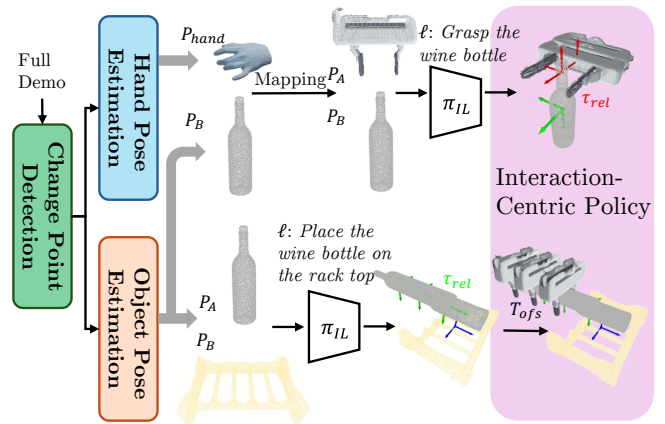 Full
Demo
Change Point
Detection
Hand Pose
Estimation
Object Pose
Estimation
P_hand
Mapping
P_A
P_B
P_B
ℓ: Grasp the
wine bottle
π_IL
τ_rel
Interaction-
Centric Policy
ℓ: Place the
wine bottle on
the rack top
P_A
P_B
π_IL
τ_rel
T_ofs